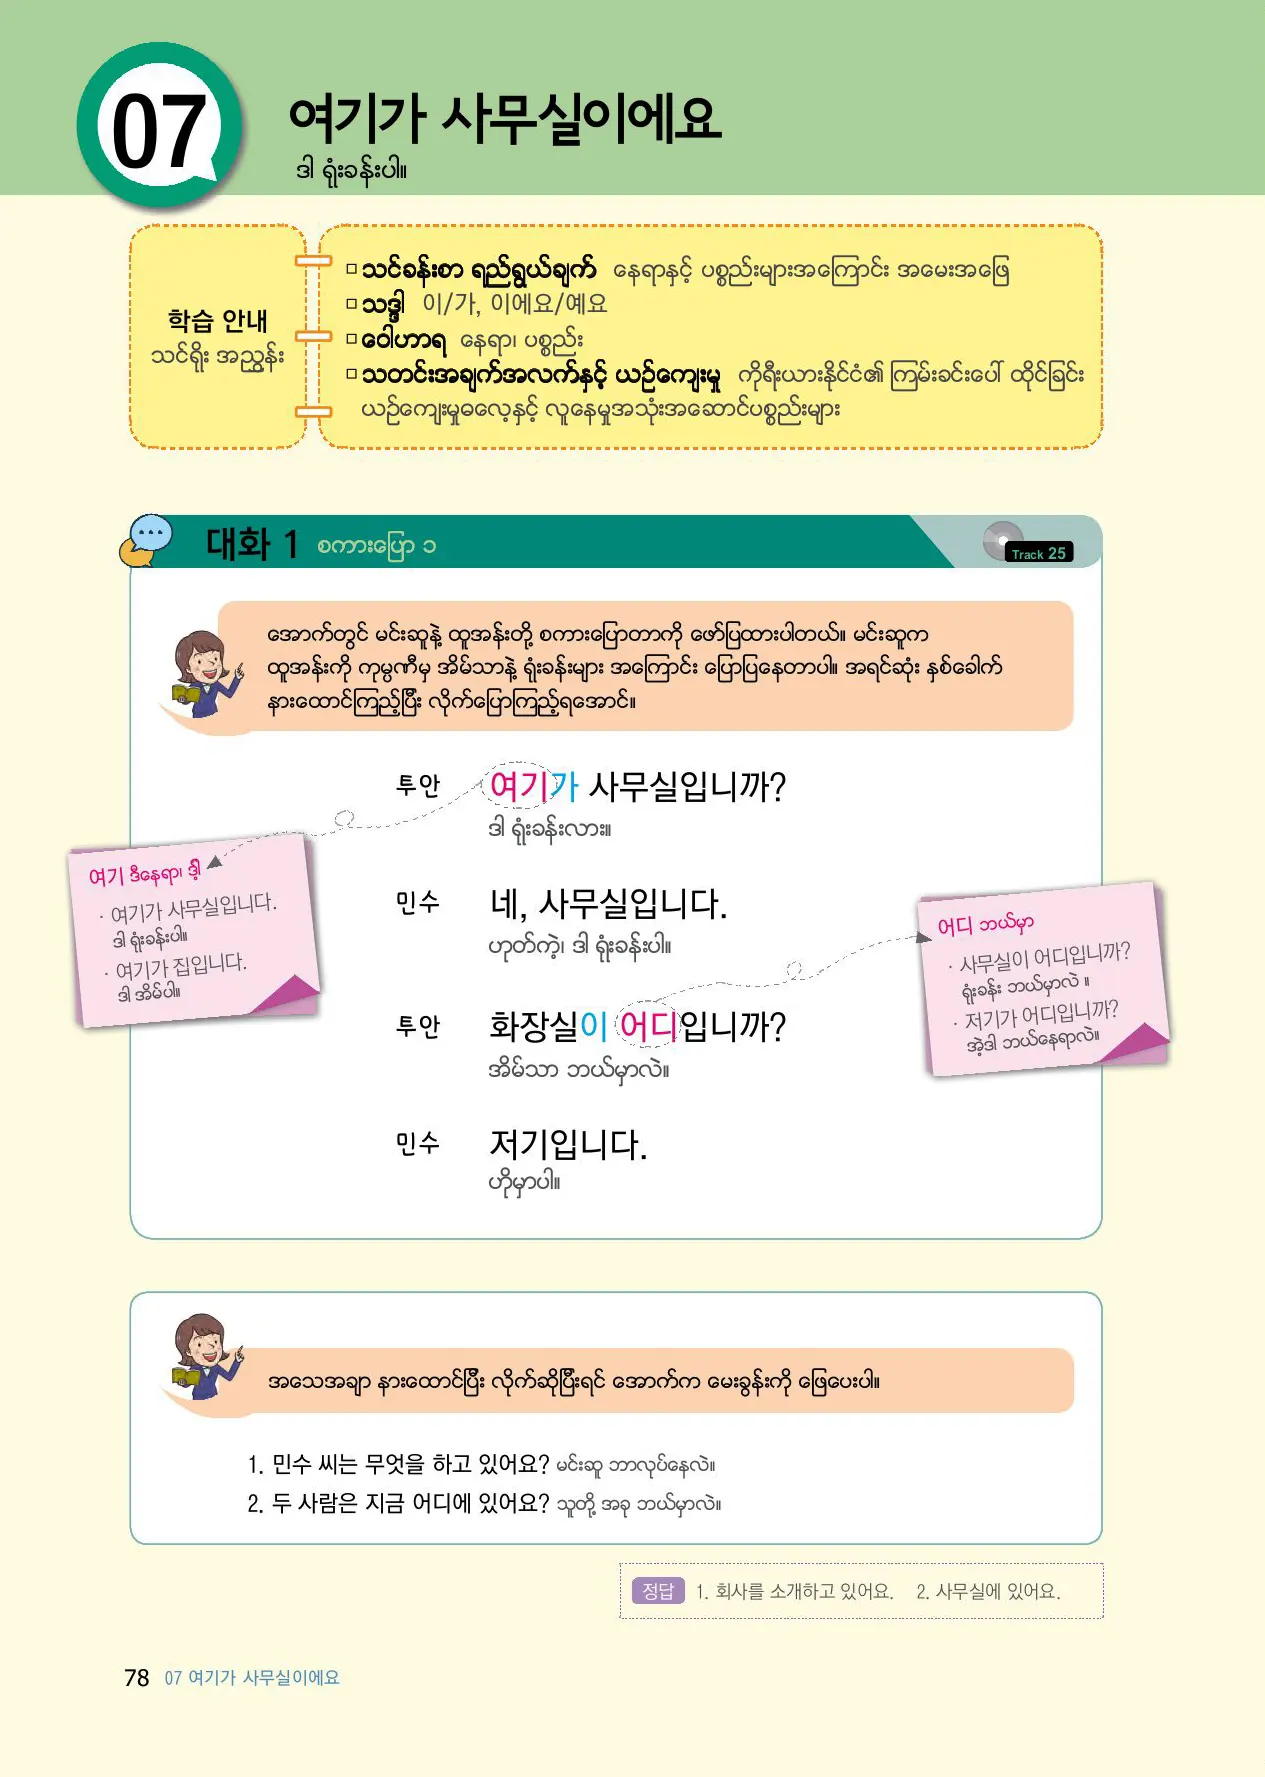 07
여기가 사무실이에요
ဒါ ရုံးခန်းပါ။
학습 안내
သင်ရိုး အညွှန်း
□ သင်ခန်းစာ ရည်ရွယ်ချက် နေရာနှင့် ပစ္စည်းများအကြောင်း အမေးအဖြေ
□ သဒ္ဒါ 이/가, 이에요/예요
□ ဝေါဟာရ နေရာ၊ ပစ္စည်း
□ သတင်းအချက်အလက်နှင့် ယဉ်ကျေးမှု ကိုရီးယားနိုင်ငံ၏ ကြမ်းခင်းပေါ် ထိုင်ခြင်း
ယဉ်ကျေးမှုဓလေ့နှင့် လူနေမှုအသုံးအဆောင်ပစ္စည်းများ
대화 1 စကားပြော ၁
Track 25
အောက်တွင် မင်းဆူနဲ့ ထူအန်းတို့ စကားပြောတာကို ဖော်ပြထားပါတယ်။ မင်းဆူက
ထူအန်းကို ကုမ္ပဏီမှ အိမ်သာနဲ့ ရုံးခန်းများ အကြောင်း ပြောပြနေတာပါ။ အရင်ဆုံး နှစ်ခေါက်
နားထောင်ကြည့်ပြီး လိုက်ပြောကြည့်ရအောင်။
투안 여기가 사무실입니까?
ဒါ ရုံးခန်းလား။
여기 ဒီနေရာ၊ ဒါ့
· 여기가 사무실입니다.
ဒါ ရုံးခန်းပါ။
· 여기가 집입니다.
ဒါ အိမ်ပါ။
민수 네, 사무실입니다.
ဟုတ်ကဲ့၊ ဒါ ရုံးခန်းပါ။
어디 ဘယ်မှာ
· 사무실이 어디입니까?
ရုံးခန်း ဘယ်မှာလဲ ။
· 저기가 어디입니까?
အဲ့ဒါ ဘယ်နေရာလဲ။
투안 화장실이 어디입니까?
အိမ်သာ ဘယ်မှာလဲ။
민수 저기입니다.
ဟိုမှာပါ။
အသေအချာ နားထောင်ပြီး လိုက်ဆိုပြီးရင် အောက်က မေးခွန်းကို ဖြေပေးပါ။
1. 민수 씨는 무엇을 하고 있어요? မင်းဆူ ဘာလုပ်နေလဲ။
2. 두 사람은 지금 어디에 있어요? သူတို့ အခု ဘယ်မှာလဲ။
정답 1. 회사를 소개하고 있어요. 2. 사무실에 있어요.
78 07 여기가 사무실이에요